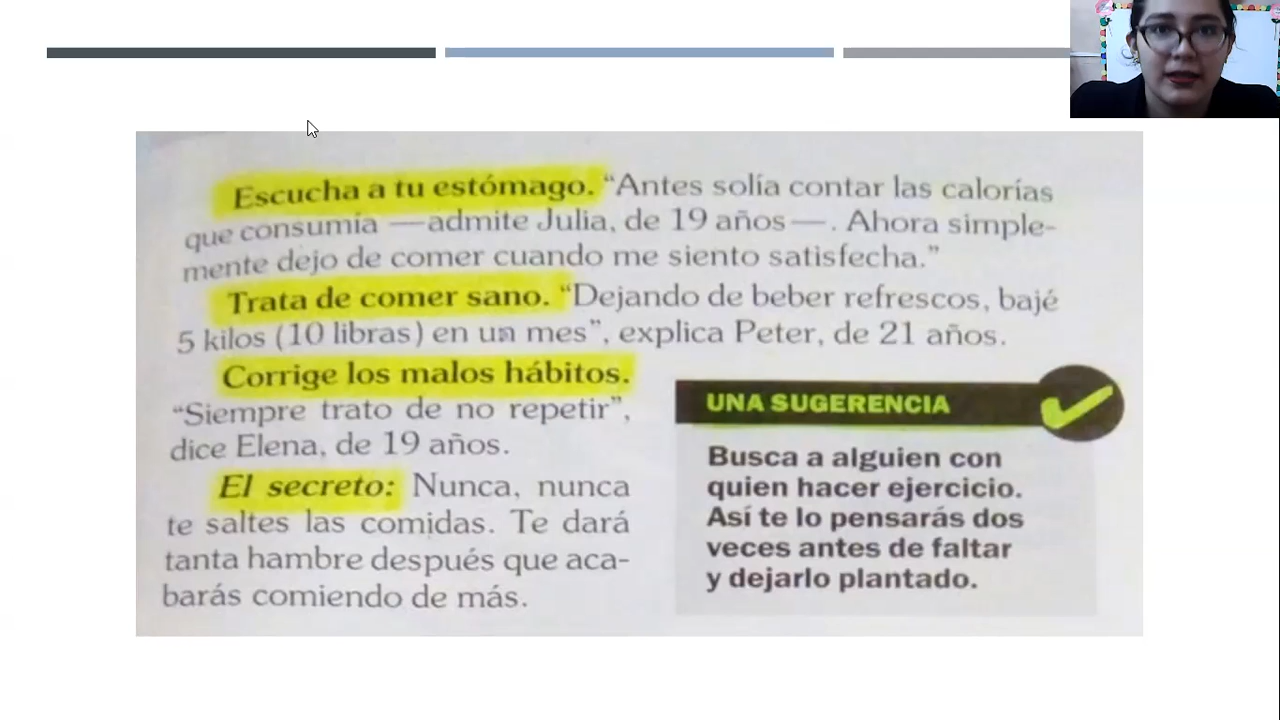 Escucha a tu estómago. “Antes solía contar las calorías
que consumía —admite Julia, de 19 años—. Ahora simple-
mente dejo de comer cuando me siento satisfecha.”
Trata de comer sano. “Dejando de beber refrescos, bajé
5 kilos (10 libras) en un mes”, explica Peter, de 21 años.
Corrige los malos hábitos.
“Siempre trato de no repetir”,
dice Elena, de 19 años.
El secreto: Nunca, nunca
te saltes las comidas. Te dará
tanta hambre después que aca-
barás comiendo de más.
UNA SUGERENCIA
Busca a alguien con
quien hacer ejercicio.
Así te lo pensarás dos
veces antes de faltar
y dejarlo plantado.